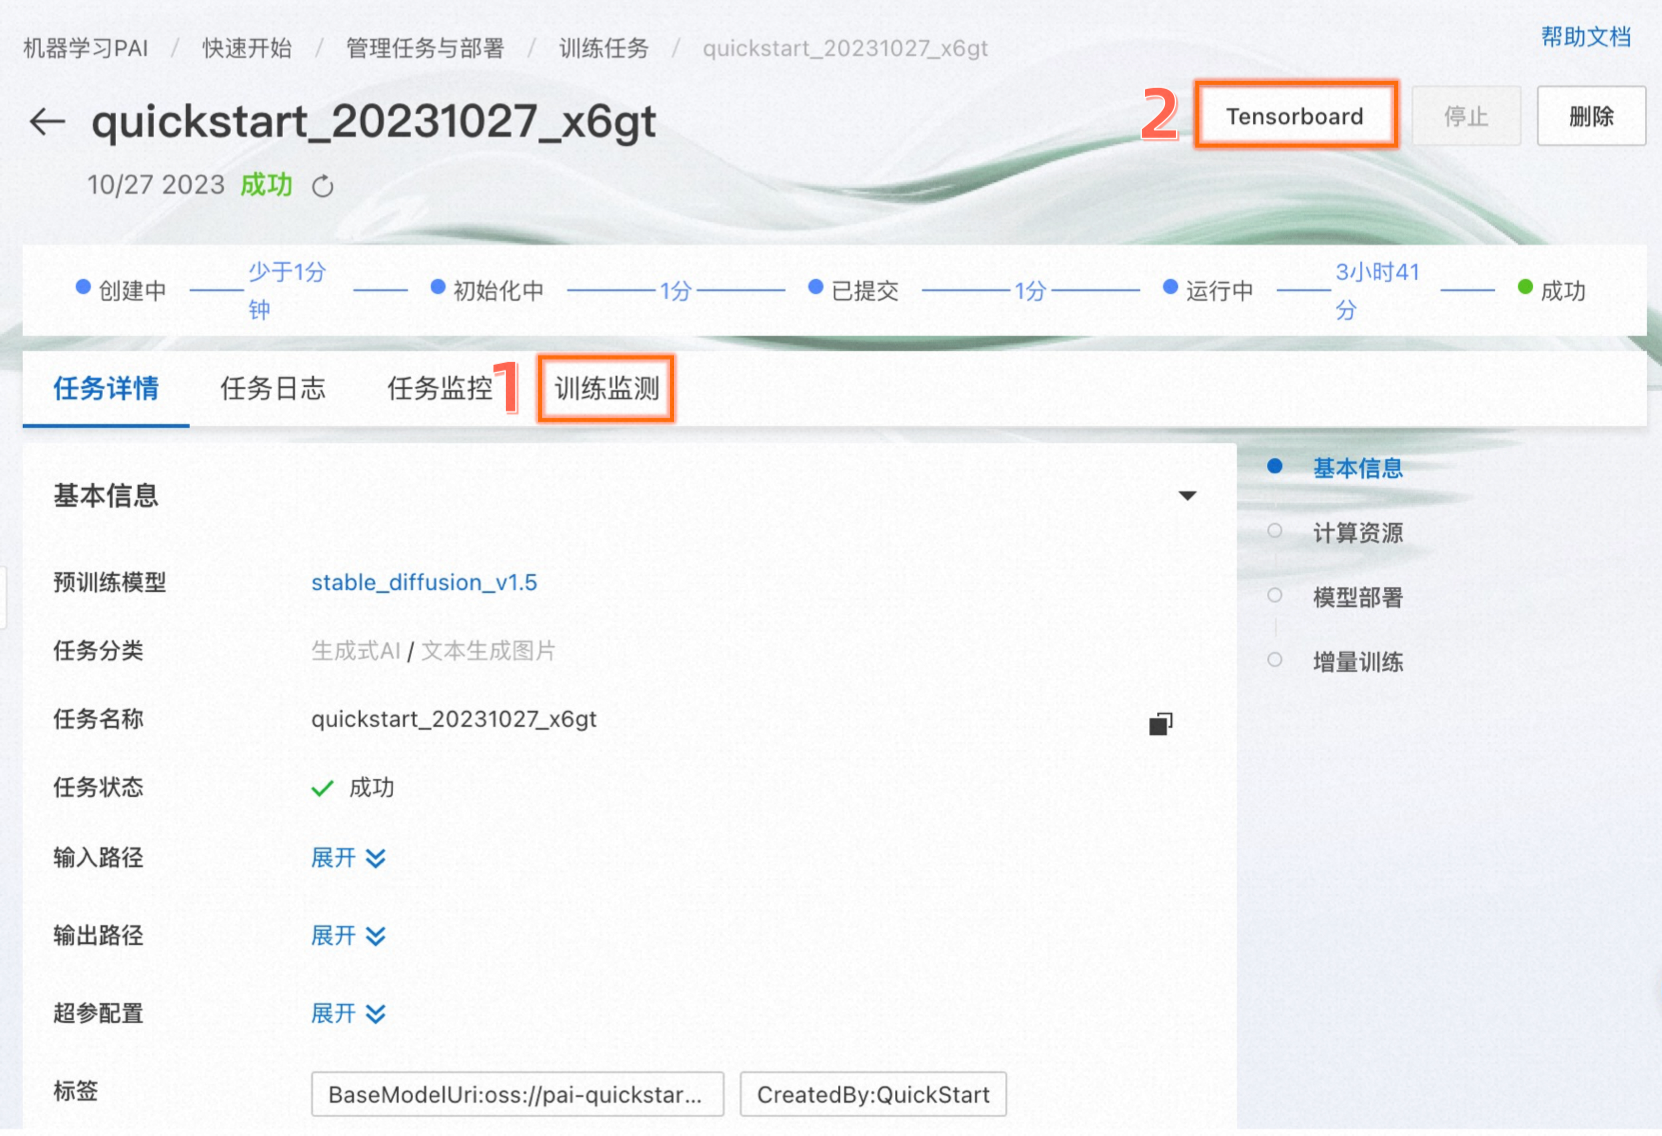 机器学习PAI / 快速开始 / 管理任务与部署 / 训练任务 / quickstart_20231027_x6gt
帮助文档
quickstart_20231027_x6gt
2
Tensorboard
停止
删除
10/27 2023 成功
创建中
少于1分
钟
初始化中
1分
已提交
1分
运行中
3小时41
分
成功
任务详情
任务日志
任务监控
1
训练监测
基本信息
预训练模型 stable_diffusion_v1.5
任务分类 生成式AI / 文本生成图片
任务名称 quickstart_20231027_x6gt
任务状态 成功
输入路径 展开
输出路径 展开
超参配置 展开
标签 BaseModelUri:oss://pai-quickstar... CreatedBy:QuickStart
基本信息
计算资源
模型部署
增量训练